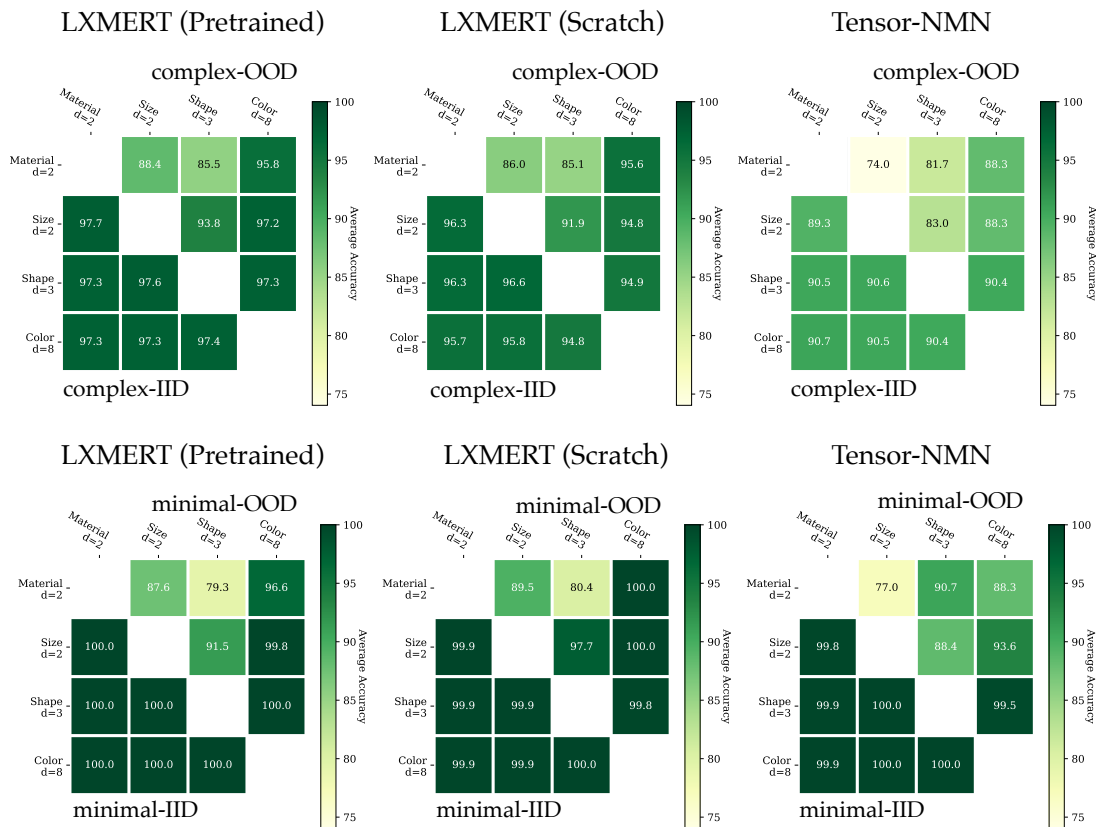 LXMERT (Pretrained)
LXMERT (Scratch)
Tensor-NMN
complex-OOD
complex-OOD
complex-OOD
Material
d=2
Size
d=2
Shape
d=3
Color
d=8
100
95
90
85
80
75
Average Accuracy
Material
d=2
88.4 85.5 95.8
Size
d=2
97.7 93.8 97.2
Shape
d=3
97.3 97.6 97.3
Color
d=8
97.3 97.3 97.4
complex-IID
Material
d=2
Size
d=2
Shape
d=3
Color
d=8
100
95
90
85
80
75
Average Accuracy
Material
d=2
86.0 85.1 95.6
Size
d=2
96.3 91.9 94.8
Shape
d=3
96.3 96.6 94.9
Color
d=8
95.7 95.8 94.8
complex-IID
Material
d=2
Size
d=2
Shape
d=3
Color
d=8
100
95
90
85
80
75
Average Accuracy
Material
d=2
74.0 81.7 88.3
Size
d=2
89.3 83.0 88.3
Shape
d=3
90.5 90.6 90.4
Color
d=8
90.7 90.5 90.4
complex-IID
LXMERT (Pretrained)
LXMERT (Scratch)
Tensor-NMN
minimal-OOD
minimal-OOD
minimal-OOD
Material
d=2
Size
d=2
Shape
d=3
Color
d=8
100
95
90
85
80
75
Average Accuracy
Material
d=2
87.6 79.3 96.6
Size
d=2
100.0 91.5 99.8
Shape
d=3
100.0 100.0 100.0
Color
d=8
100.0 100.0 100.0
minimal-IID
Material
d=2
Size
d=2
Shape
d=3
Color
d=8
100
95
90
85
80
75
Average Accuracy
Material
d=2
89.5 80.4 100.0
Size
d=2
99.9 97.7 100.0
Shape
d=3
99.9 99.9 99.8
Color
d=8
99.9 99.9 100.0
minimal-IID
Material
d=2
Size
d=2
Shape
d=3
Color
d=8
100
95
90
85
80
75
Average Accuracy
Material
d=2
77.0 90.7 88.3
Size
d=2
99.8 88.4 93.6
Shape
d=3
99.9 100.0 99.5
Color
d=8
99.9 100.0 100.0
minimal-IID